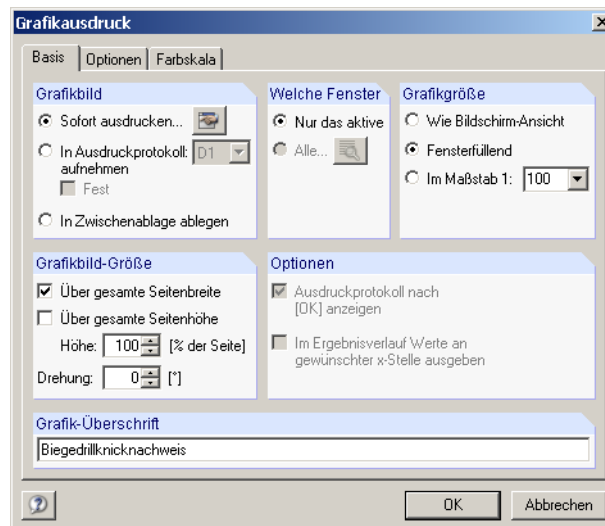 Grafikausdruck
Basis
Optionen
Farbskala
Grafikbild
Sofort ausdrucken...
In Ausdruckprotokoll: D1
aufnehmen
Fest
In Zwischenablage ablegen
Welche Fenster
Nur das aktive
Alle...
Grafikgröße
Wie Bildschirm-Ansicht
Fensterfüllend
Im Maßstab 1: 100
Grafikbild-Größe
Über gesamte Seitenbreite
Über gesamte Seitenhöhe
Höhe: 100 [% der Seite]
Drehung: 0 [°]
Optionen
Ausdruckprotokoll nach
[OK] anzeigen
Im Ergebnisverlauf Werte an
gewünschter x-Stelle ausgeben
Grafik-Überschrift
Biegedrillknicknachweis
OK
Abbrechen